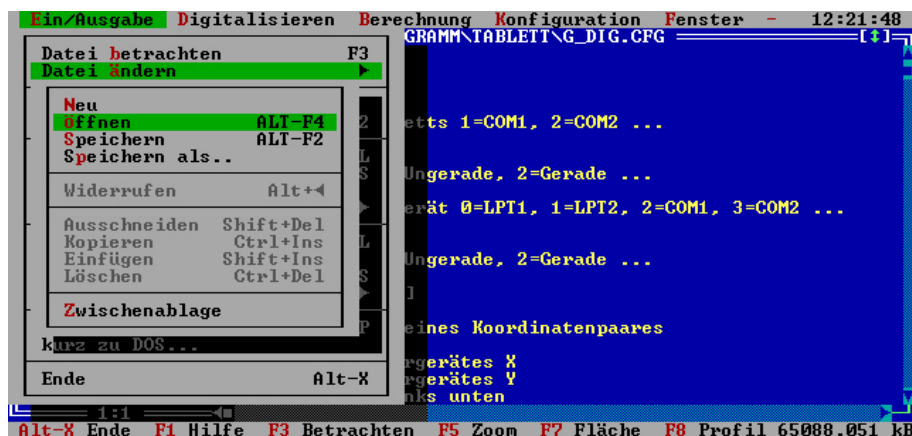 Ein/Ausgabe Digitalisieren Berechnung Konfiguration Fenster - 12:21:48
GRAMM\TABLETT\G_DIG.CFG [↕]
Datei betrachten F3
Datei ändern ►
Neu
Öffnen ALT-F4
Speichern ALT-F2
Speichern als..
Widerrufen Alt+◄
Ausschneiden Shift+Del
Kopieren Ctrl+Ins
Einfügen Shift+Ins
Löschen Ctrl+Del
Zwischenablage
kurz zu DOS...
Ende Alt-X
2
L
S
L
S
P
etts 1=COM1, 2=COM2 ...
Ungerade, 2=Gerade ...
erät 0=LPT1, 1=LPT2, 2=COM1, 3=COM2 ...
Ungerade, 2=Gerade ...
]
eines Koordinatenpaares
rgerätes X
rgerätes Y
nks unten
1:1
Alt-X Ende F1 Hilfe F3 Betrachten F5 Zoom F7 Fläche F8 Profil 65088,051 kB